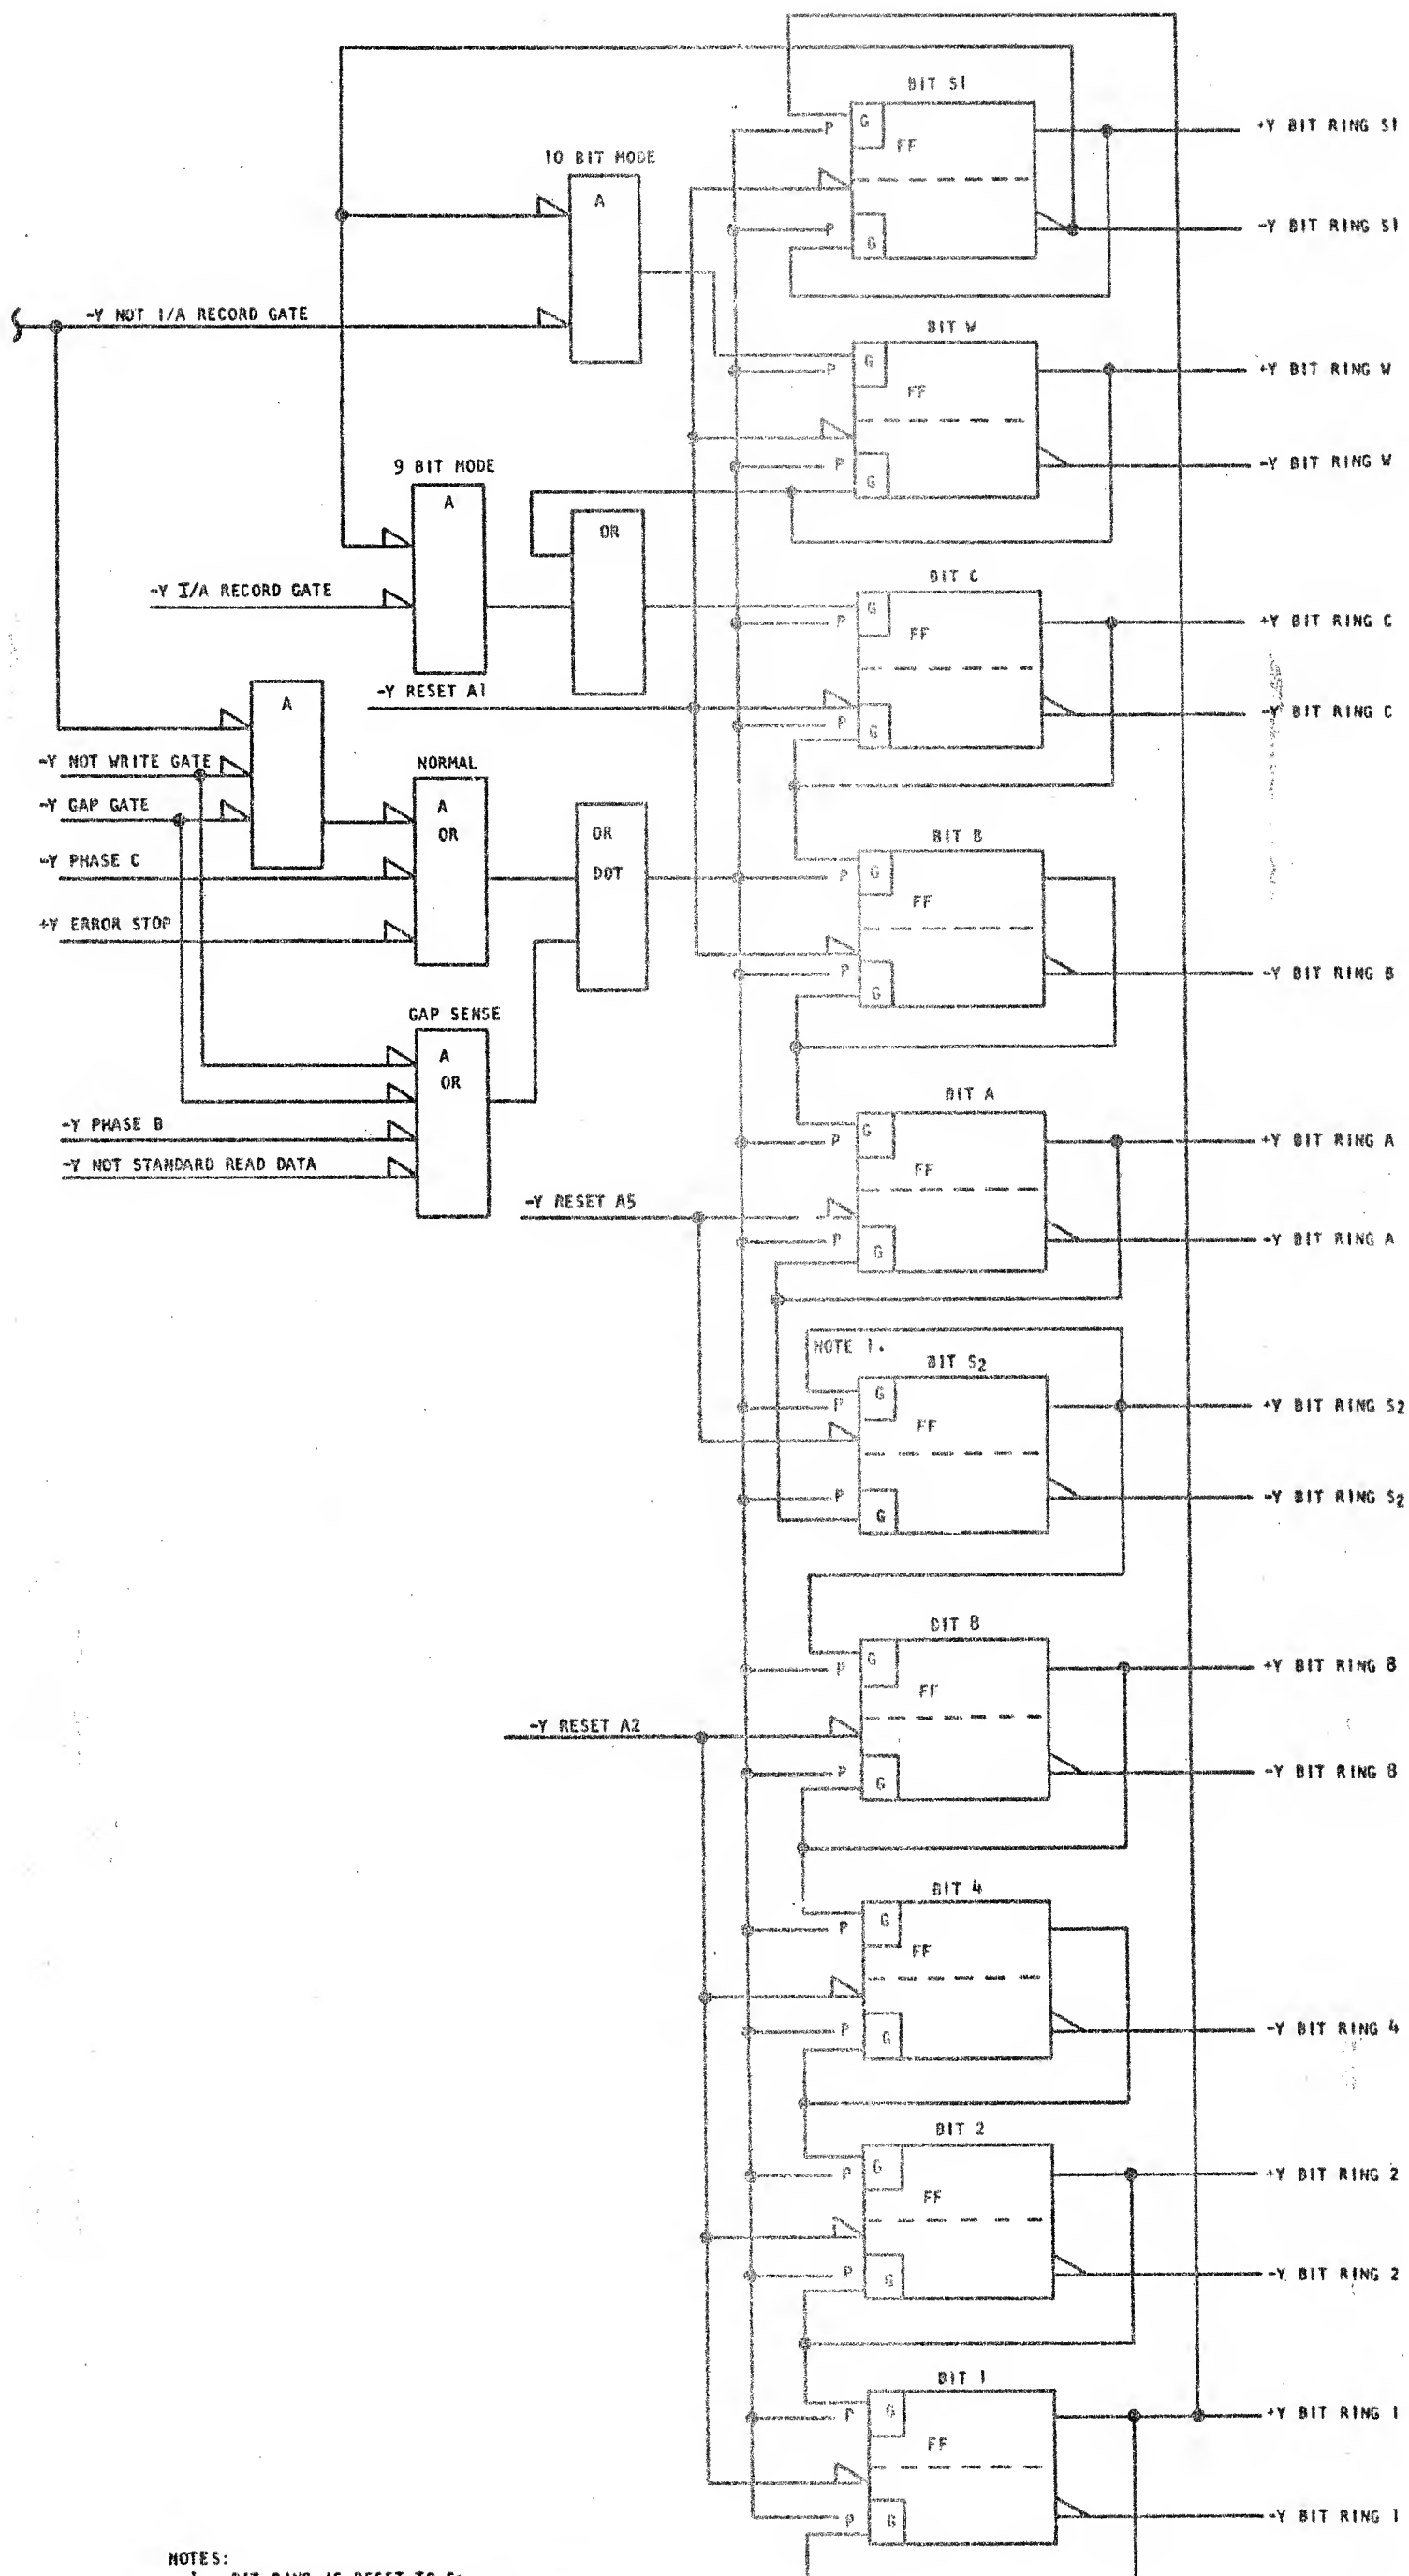 BIT S1
G
P
FF
+Y BIT RING S1
10 BIT MODE
A
P
G
-Y BIT RING S1
-Y NOT I/A RECORD GATE
BIT W
G
P
FF
+Y BIT RING W
9 BIT MODE
A
P
G
-Y BIT RING W
OR
BIT C
-Y I/A RECORD GATE
G
P
FF
+Y BIT RING C
-Y RESET A1
A
P
G
-Y BIT RING C
-Y NOT WRITE GATE
NORMAL
-Y GAP GATE
A
OR
OR
DOT
BIT B
-Y PHASE C
P
G
FF
+Y ERROR STOP
P
G
-Y BIT RING B
GAP SENSE
A
OR
BIT A
-Y PHASE B
G
P
FF
+Y BIT RING A
-Y NOT STANDARD READ DATA
-Y RESET A5
P
G
-Y BIT RING A
NOTE 1.
BIT S2
G
P
FF
+Y BIT RING S2
P
G
-Y BIT RING S2
BIT 8
G
P
FF
+Y BIT RING 8
-Y RESET A2
P
G
-Y BIT RING 8
BIT 4
G
P
FF
P
G
-Y BIT RING 4
BIT 2
G
P
FF
+Y BIT RING 2
P
G
-Y BIT RING 2
BIT 1
G
P
FF
+Y BIT RING 1
P
G
-Y BIT RING 1
NOTES:
BIT RING IS RESET TO